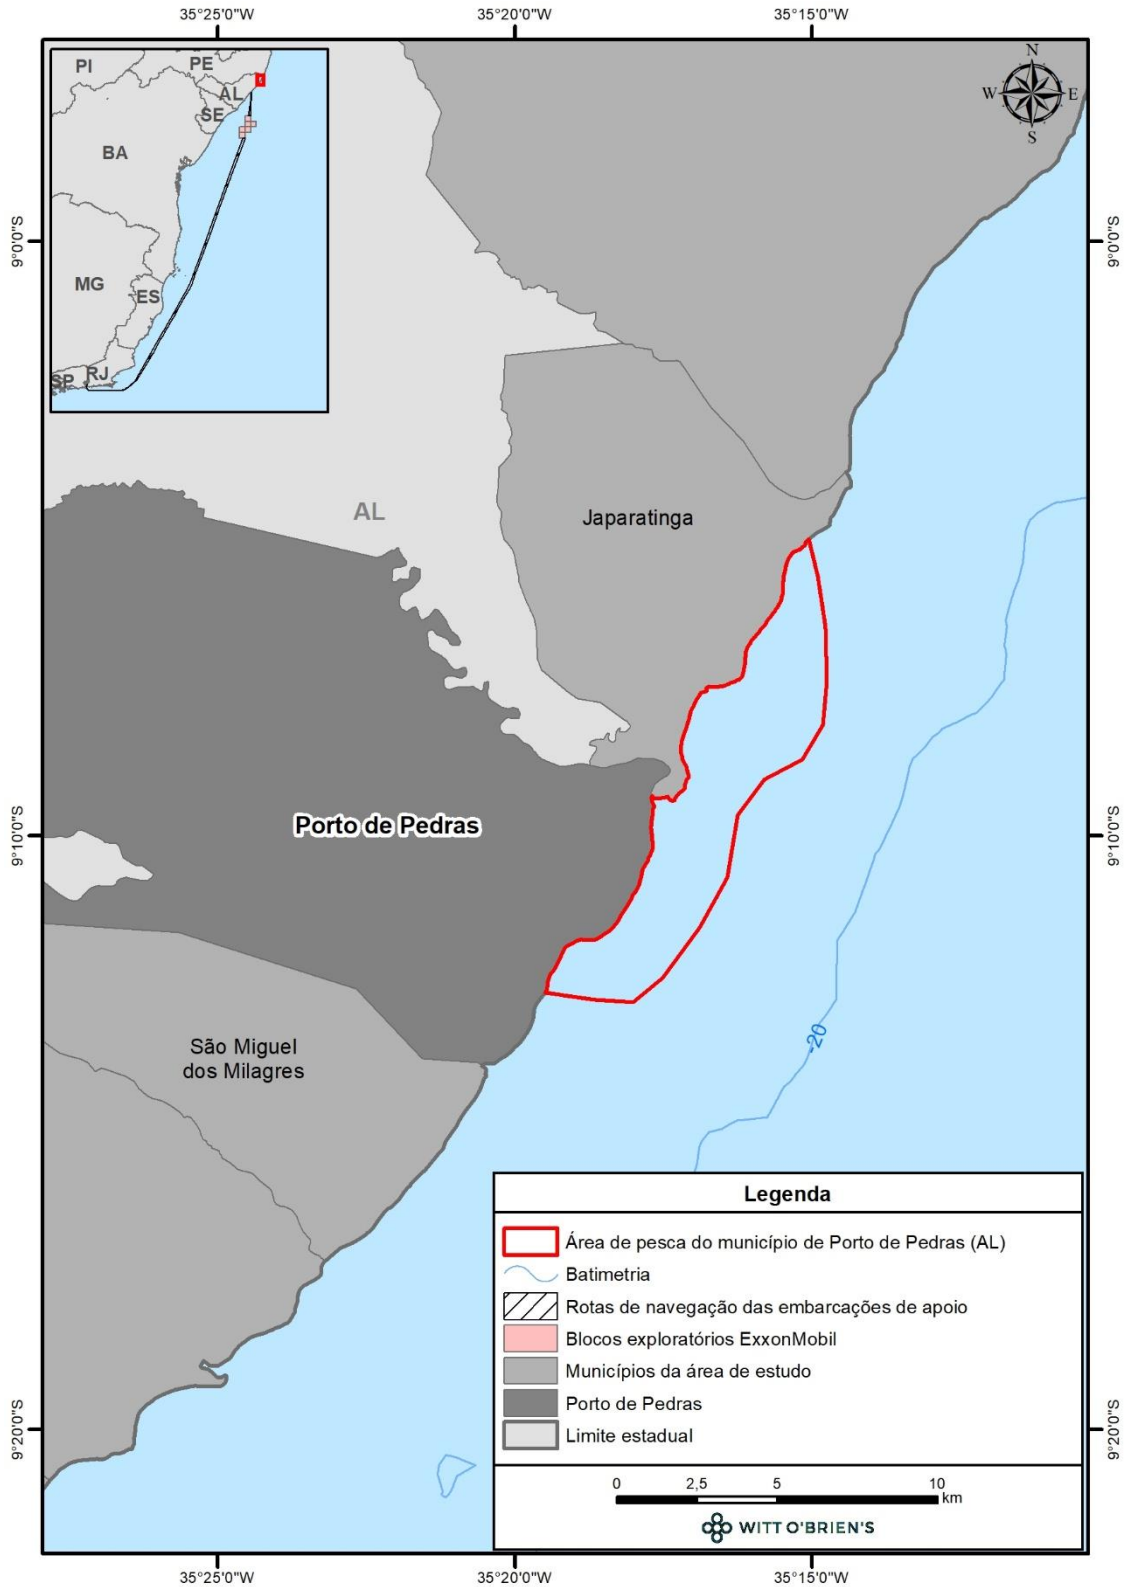 35°25'0"W
35°20'0"W
35°15'0"W
PI
PE
AL
SE
BA
MG
ES
RJ
SP
N
W
E
S
9°0'0"S
9°0'0"S
AL
Japaratinga
Porto de Pedras
9°10'0"S
9°10'0"S
São Miguel
dos Milagres
-20
Legenda
Área de pesca do município de Porto de Pedras (AL)
Batimetria
Rotas de navegação das embarcações de apoio
Blocos exploratórios ExxonMobil
Municípios da área de estudo
Porto de Pedras
Limite estadual
9°20'0"S
9°20'0"S
0 2,5 5 10
km
WITT O'BRIEN'S
35°25'0"W
35°20'0"W
35°15'0"W